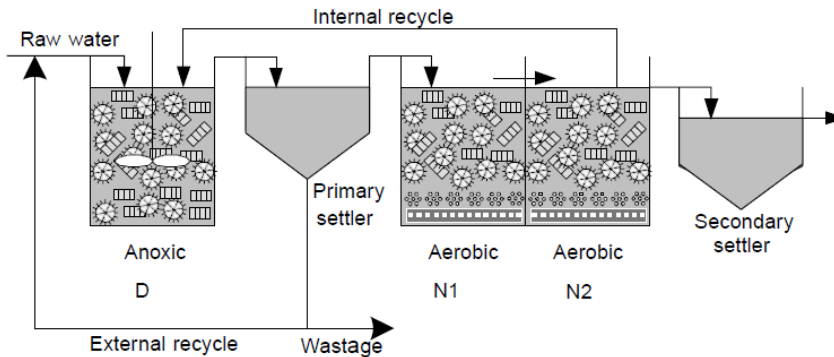 Internal recycle
Raw water
Primary
settler
Secondary
settler
Anoxic
Aerobic
Aerobic
D
N1
N2
External recycle
Wastage